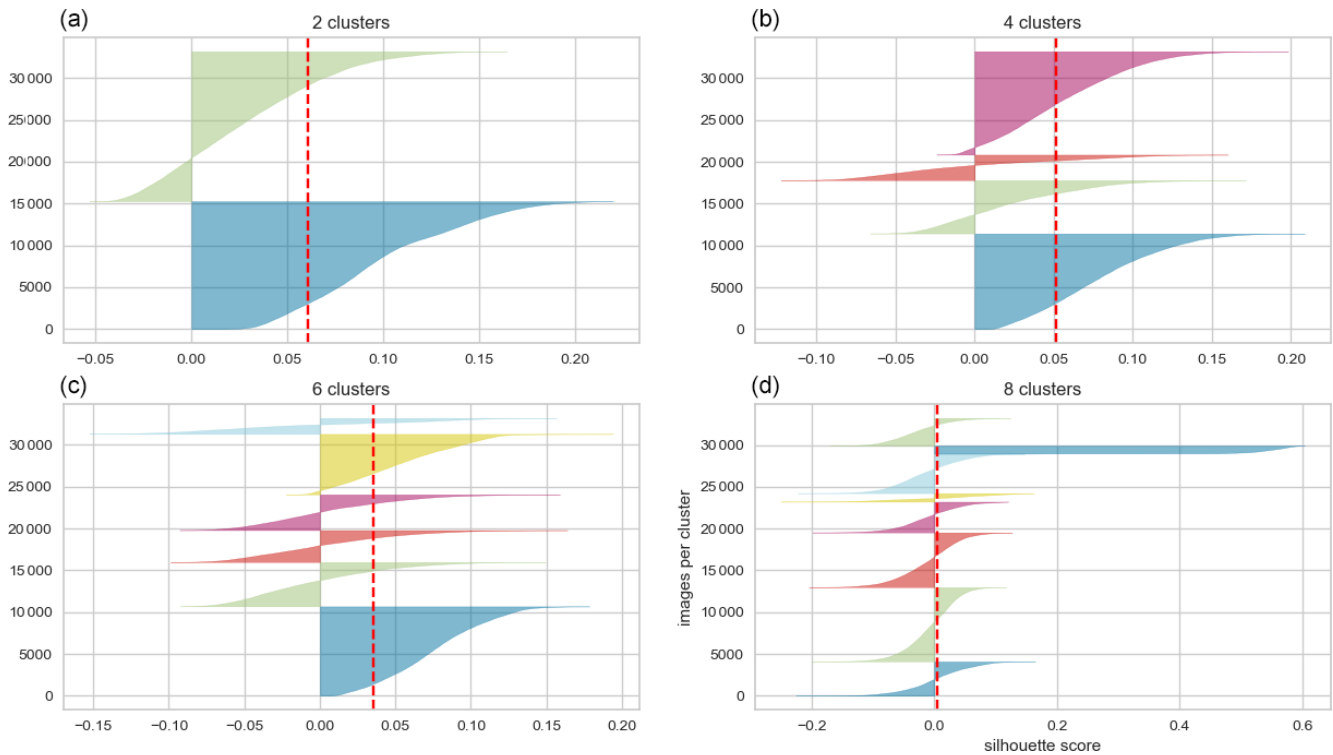 (a)
2 clusters
30 000
25 000
20 000
15 000
10 000
5000
0
−0.05 0.00 0.05 0.10 0.15 0.20
(b)
4 clusters
30 000
25 000
20 000
15 000
10 000
5000
0
−0.10 −0.05 0.00 0.05 0.10 0.15 0.20
(c)
6 clusters
30 000
25 000
20 000
15 000
10 000
5000
0
−0.15 −0.10 −0.05 0.00 0.05 0.10 0.15 0.20
(d)
8 clusters
images per cluster
30 000
25 000
20 000
15 000
10 000
5000
0
−0.2 0.0 0.2 0.4 0.6
silhouette score